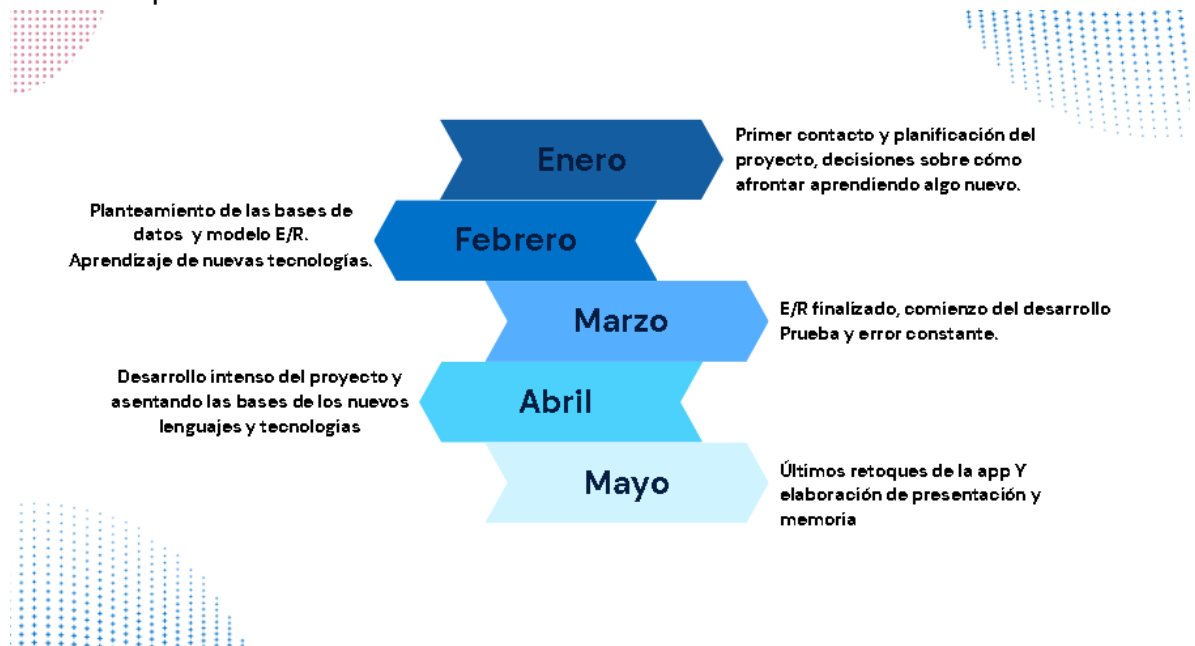 Enero
Primer contacto y planificación del
proyecto, decisiones sobre cómo
afrontar aprendiendo algo nuevo.
Planteamiento de las bases de
datos y modelo E/R.
Aprendizaje de nuevas tecnologías.
Febrero
Marzo
E/R finalizado, comienzo del desarrollo
Prueba y error constante.
Desarrollo intenso del proyecto y
asentando las bases de los nuevos
lenguajes y tecnologías
Abril
Mayo
Últimos retoques de la app Y
elaboración de presentación y
memoria